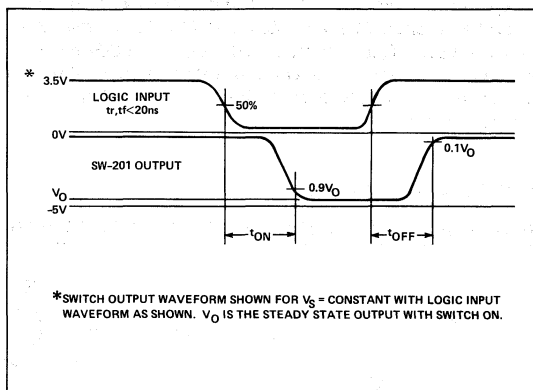 *
3.5V
LOGIC INPUT
tr,tf<20ns
50%
0V
SW-201 OUTPUT
0.1VO
0.9VO
VO
-5V
tON
tOFF
*SWITCH OUTPUT WAVEFORM SHOWN FOR VS = CONSTANT WITH LOGIC INPUT
WAVEFORM AS SHOWN. VO IS THE STEADY STATE OUTPUT WITH SWITCH ON.